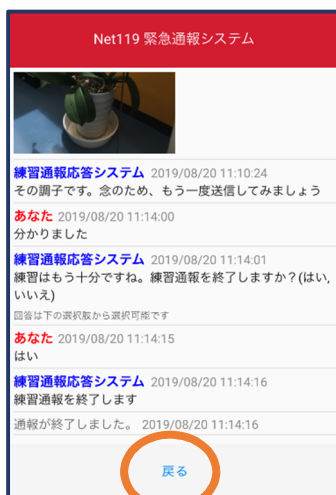 Net119 緊急通報システム
練習通報応答システム 2019/08/20 11:10:24
その調子です。念のため、もう一度送信してみましょう
あなた 2019/08/20 11:14:00
分かりました
練習通報応答システム 2019/08/20 11:14:01
練習はもう十分ですね。練習通報を終了しますか？(はい,
いいえ)
回答は下の選択肢から選択可能です
あなた 2019/08/20 11:14:15
はい
練習通報応答システム 2019/08/20 11:14:16
練習通報を終了します
通報が終了しました。 2019/08/20 11:14:16
戻る